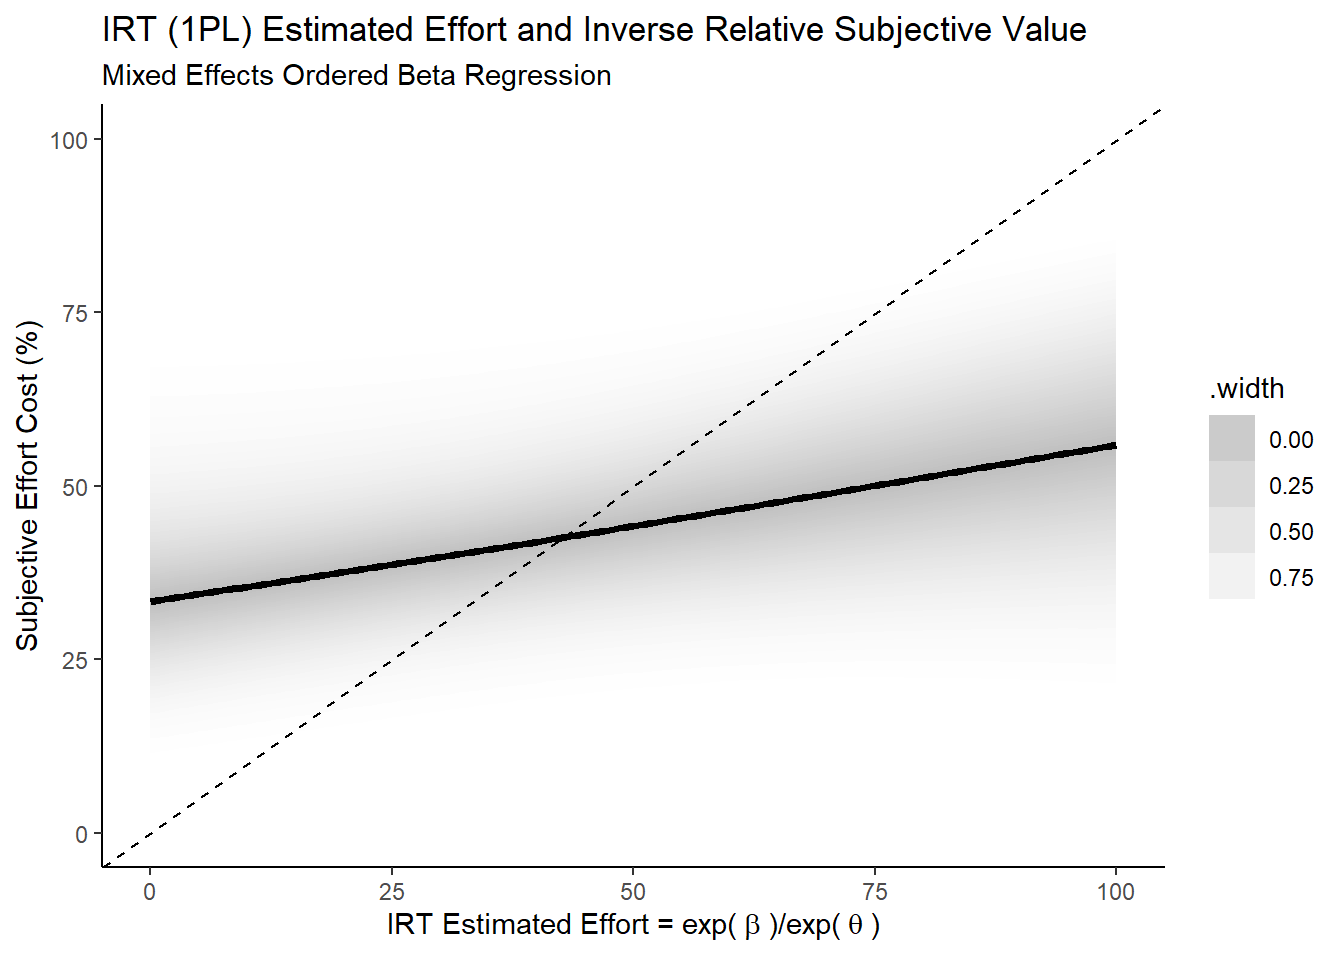 IRT (1PL) Estimated Effort and Inverse Relative Subjective Value
Mixed Effects Ordered Beta Regression
Subjective Effort Cost (%)
100
75
50
25
0
0 25 50 75 100
IRT Estimated Effort = exp( β )/exp( θ )
.width
0.00
0.25
0.50
0.75